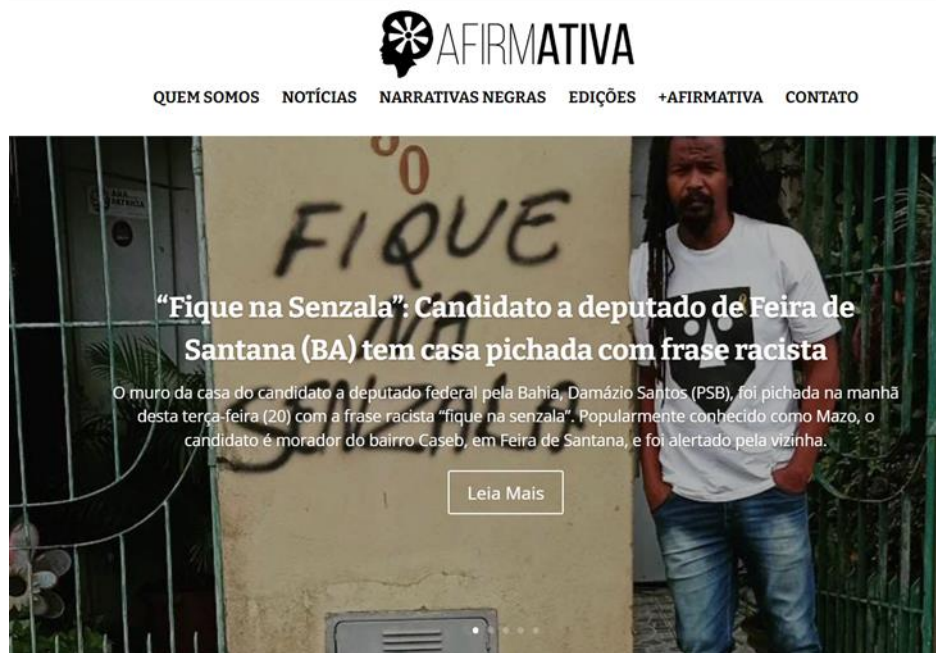 AFIRMATIVA
QUEM SOMOS NOTÍCIAS NARRATIVAS NEGRAS EDIÇÕES +AFIRMATIVA CONTATO
FIQUE
NA
SENZALA
“Fique na Senzala”: Candidato a deputado de Feira de
Santana (BA) tem casa pichada com frase racista
O muro da casa do candidato a deputado federal pela Bahia, Damázio Santos (PSB), foi pichada na manhã
desta terça-feira (20) com a frase racista “fique na senzala”. Popularmente conhecido como Mazo, o
candidato é morador do bairro Caseb, em Feira de Santana, e foi alertado pela vizinha.
Leia Mais